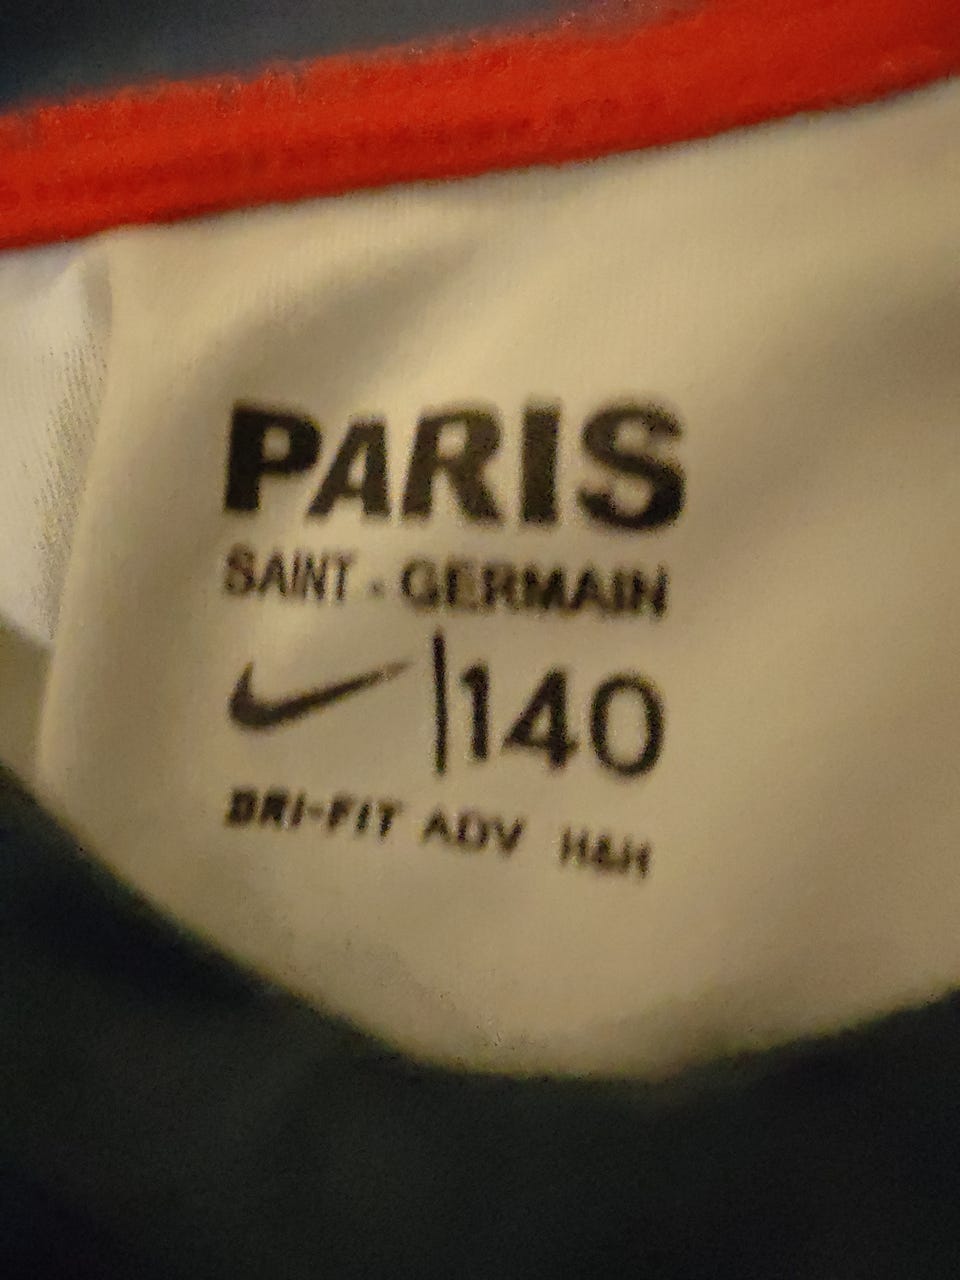 PARIS
SAINT-GERMAIN
|140
DRI-FIT ADV H&H